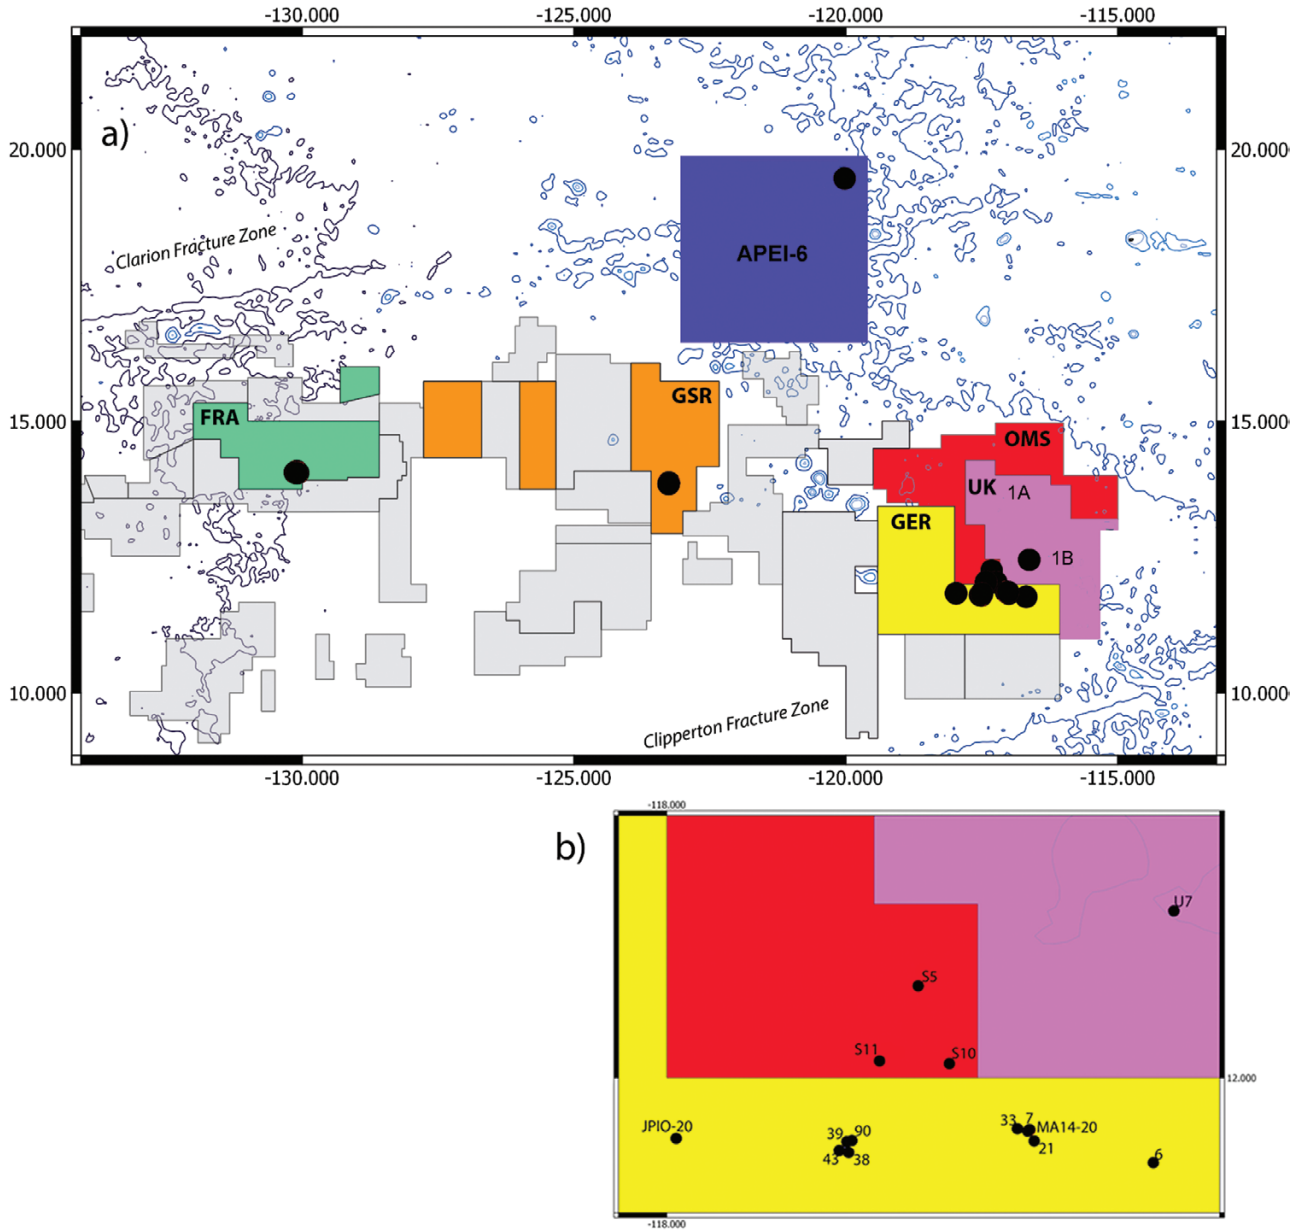 -130.000 -125.000 -120.000 -115.000
a)
20.000 20.000
Clarion Fracture Zone
APEI-6
FRA
GSR
15.000 15.000
OMS
UK 1A
GER
1B
10.000 10.000
Clipperton Fracture Zone
-130.000 -125.000 -120.000 -115.000
b)
-118.000
U7
S5
S11 S10
12.000
JPIO-20
39 90
43 38
33 7
MA14-20
21
6
-118.000